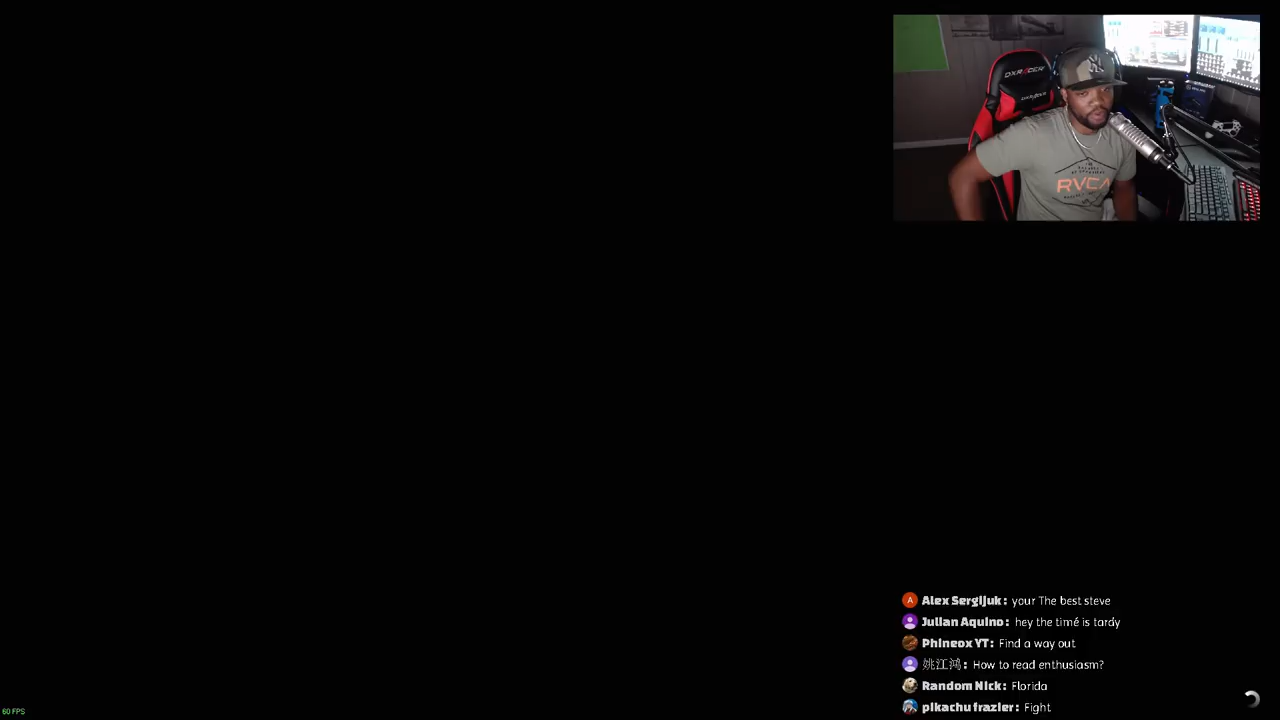 DXRACER
RVCA
Alex Sergijuk: your The best steve
Julian Aquino: hey the timé is tardy
Phineox YT: Find a way out
姚江鸿: How to read enthusiasm?
Random Nick: Florida
pikachu frazier: Fight
60 FPS